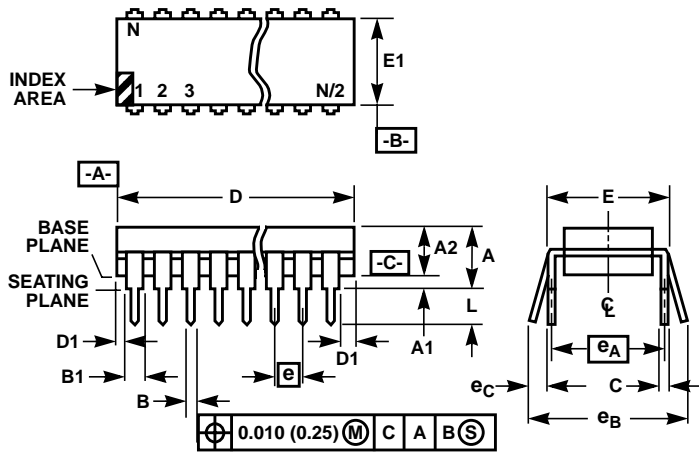 N
E1
INDEX
AREA
1 2 3 N/2
-B-
-A-
D
E
BASE
PLANE
A2
A
-C-
SEATING
PLANE
L
C
L
D1
A1
D1
eA
B1
e
eC
C
B
eB
0.010 (0.25) M C A B S